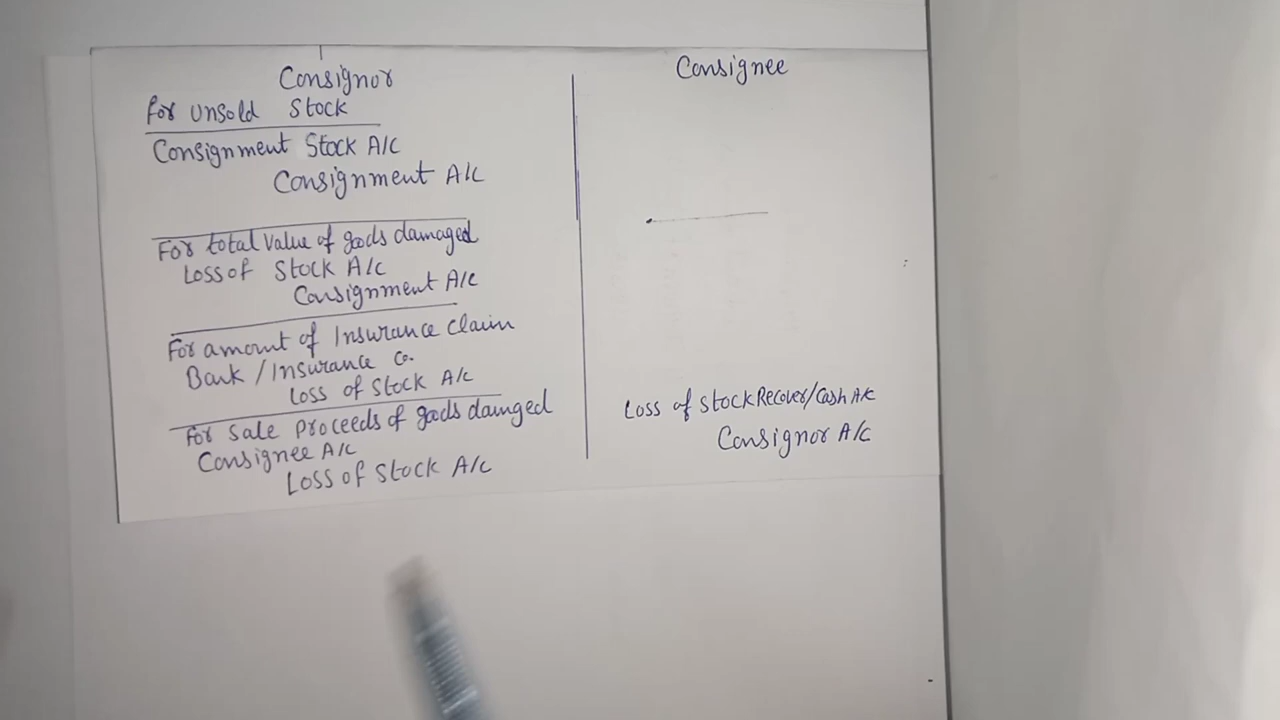 Consignor
for unsold stock
Consignment Stock A/C
Consignment A/C
For total value of goods damaged
Loss of Stock A/C
Consignment A/C
For amount of Insurance claim
Bank / Insurance Co.
Loss of Stock A/C
for sale proceeds of goods damged
Consignee A/C
Loss of Stock A/C
Consignee
Loss of stock Recover/Cash A/C
Consignor A/C